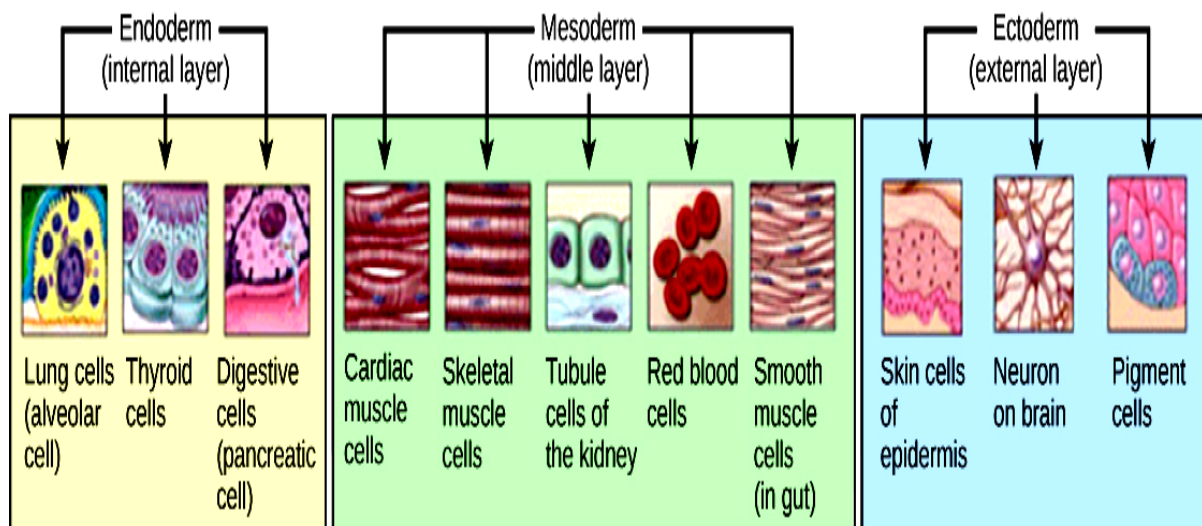 Endoderm
(internal layer)
Mesoderm
(middle layer)
Ectoderm
(external layer)
Lung cells
(alveolar
cell)
Thyroid
cells
Digestive
cells
(pancreatic
cell)
Cardiac
muscle
cells
Skeletal
muscle
cells
Tubule
cells of
the kidney
Red blood
cells
Smooth
muscle
cells
(in gut)
Skin cells
of
epidermis
Neuron
on brain
Pigment
cells